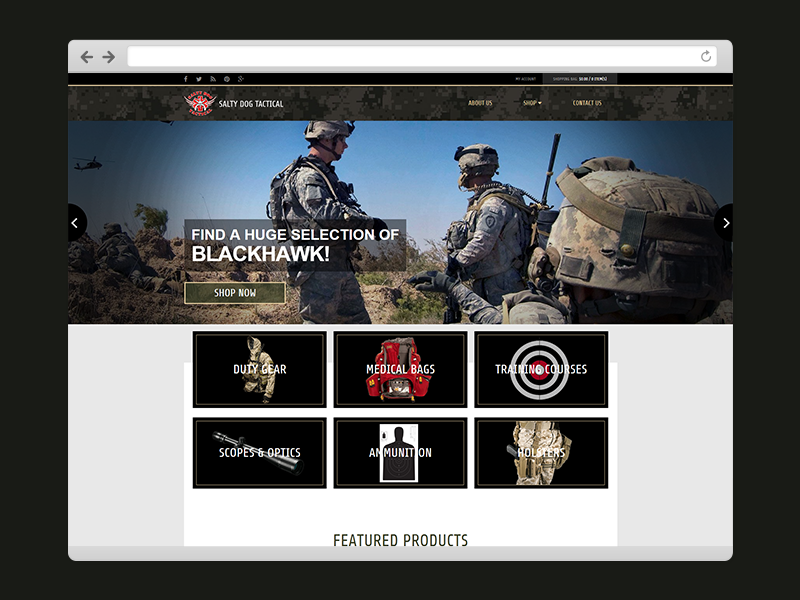 MY ACCOUNT
SHOPPING BAG: $0.00 / 0 ITEM(S)
SALTY DOG TACTICAL
ABOUT US
SHOP
CONTACT US
FIND A HUGE SELECTION OF
BLACKHAWK!
SHOP NOW
DUTY GEAR
MEDICAL BAGS
TRAINING COURSES
SCOPES & OPTICS
AMMUNITION
HOLSTERS
FEATURED PRODUCTS